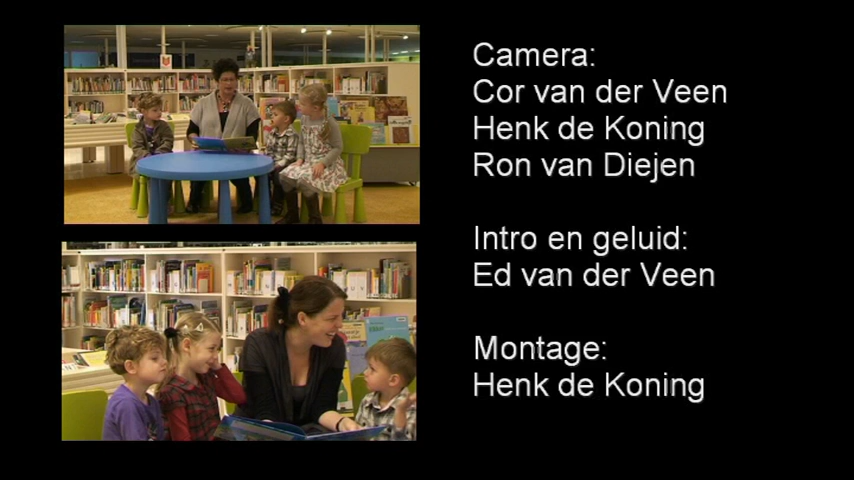 Camera:
Cor van der Veen
Henk de Koning
Ron van Diejen
Intro en geluid:
Ed van der Veen
Montage:
Henk de Koning